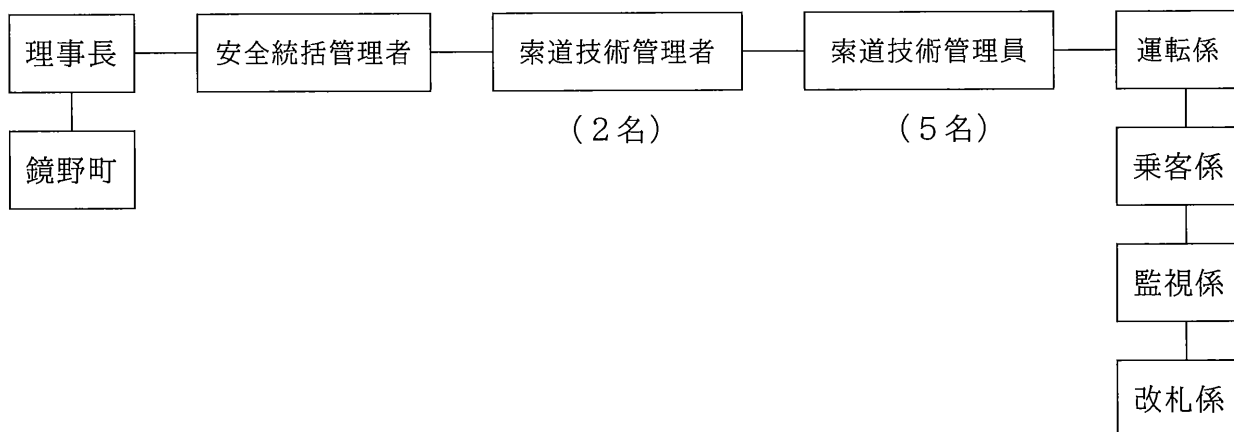 理事長 安全統括管理者 索道技術管理者 索道技術管理員 運転係
(2名) (5名)
鏡野町 乗客係
監視係
改札係